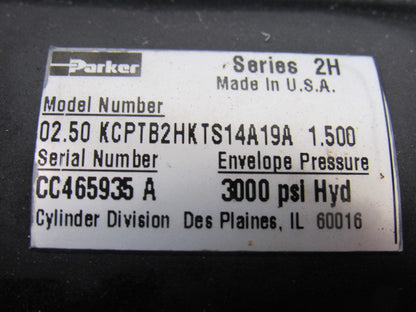 Parker Series 2H
Made In U.S.A.
Model Number
02.50 KCPTB2HKTS14A19A 1.500
Serial Number Envelope Pressure
CC465935 A 3000 psi Hyd
Cylinder Division Des Plaines, IL 60016